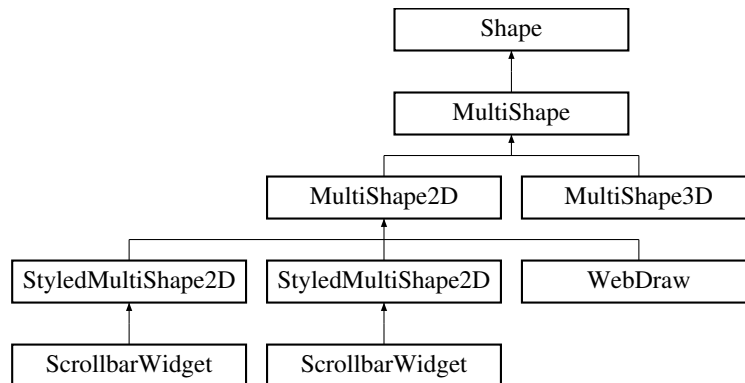 Shape
MultiShape
MultiShape2D
MultiShape3D
StyledMultiShape2D
StyledMultiShape2D
WebDraw
ScrollbarWidget
ScrollbarWidget